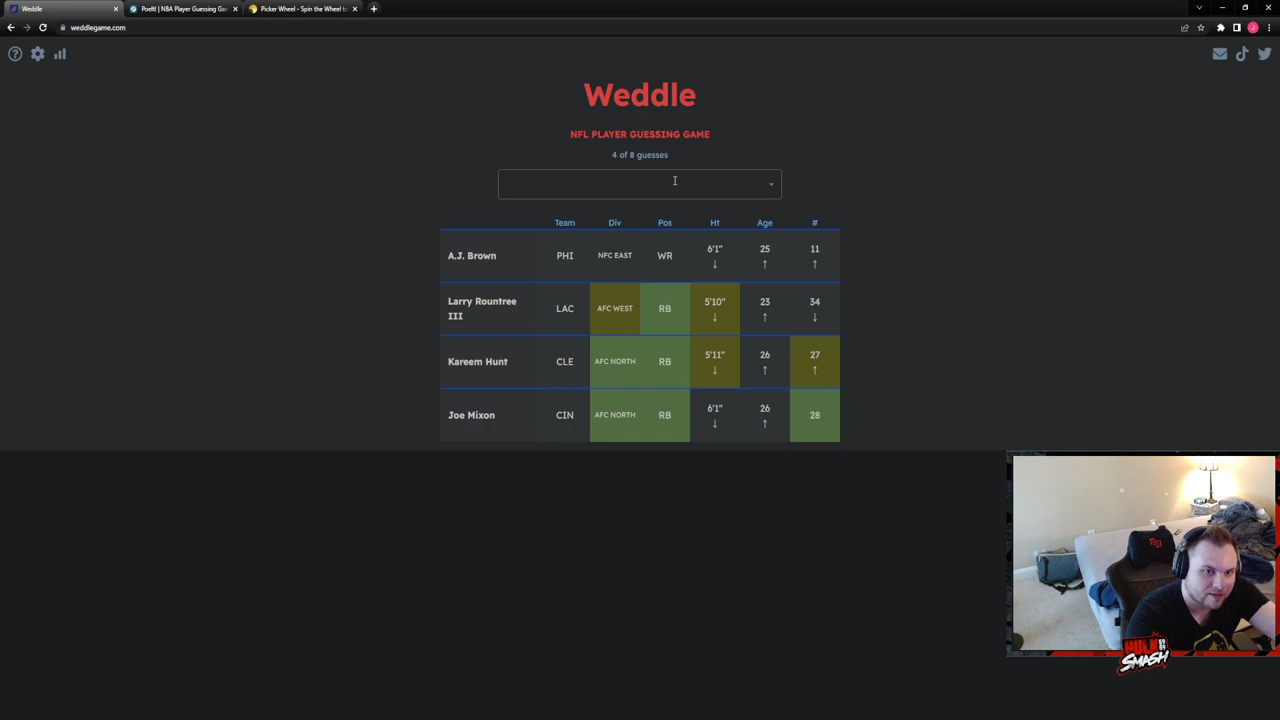 Weddle
Poeltl | NBA Player Guessing Ga
Picker Wheel - Spin the Wheel to
weddlegame.com
Weddle
NFL PLAYER GUESSING GAME
4 of 8 guesses
Team Div Pos Ht Age #
A.J. Brown PHI NFC EAST WR 6'1" ↓ 25 ↑ 11 ↑
Larry Rountree III LAC AFC WEST RB 5'10" ↓ 23 ↑ 34 ↓
Kareem Hunt CLE AFC NORTH RB 5'11" ↓ 26 ↑ 27 ↑
Joe Mixon CIN AFC NORTH RB 6'1" ↓ 26 ↑ 28
HULK
SMASH